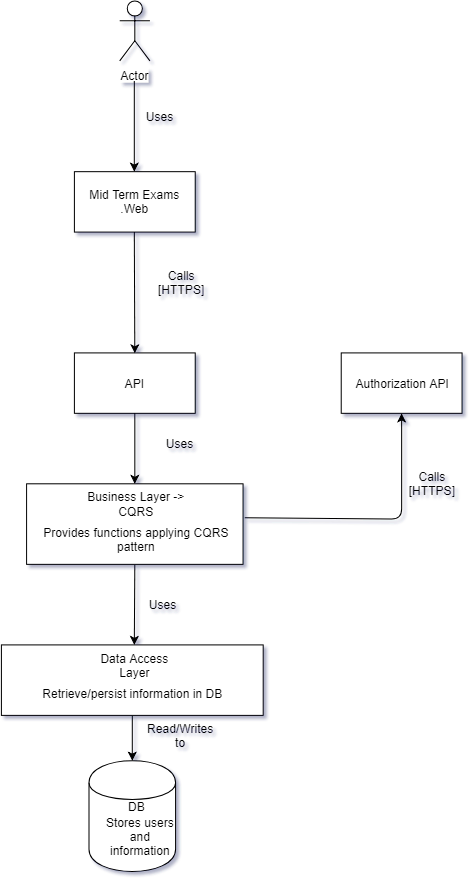 Actor
Uses
Mid Term Exams
.Web
Calls
[HTTPS]
API
Authorization API
Uses
Calls
[HTTPS]
Business Layer ->
CQRS
Provides functions applying CQRS
pattern
Uses
Data Access
Layer
Retrieve/persist information in DB
Read/Writes
to
DB
Stores users
and
information